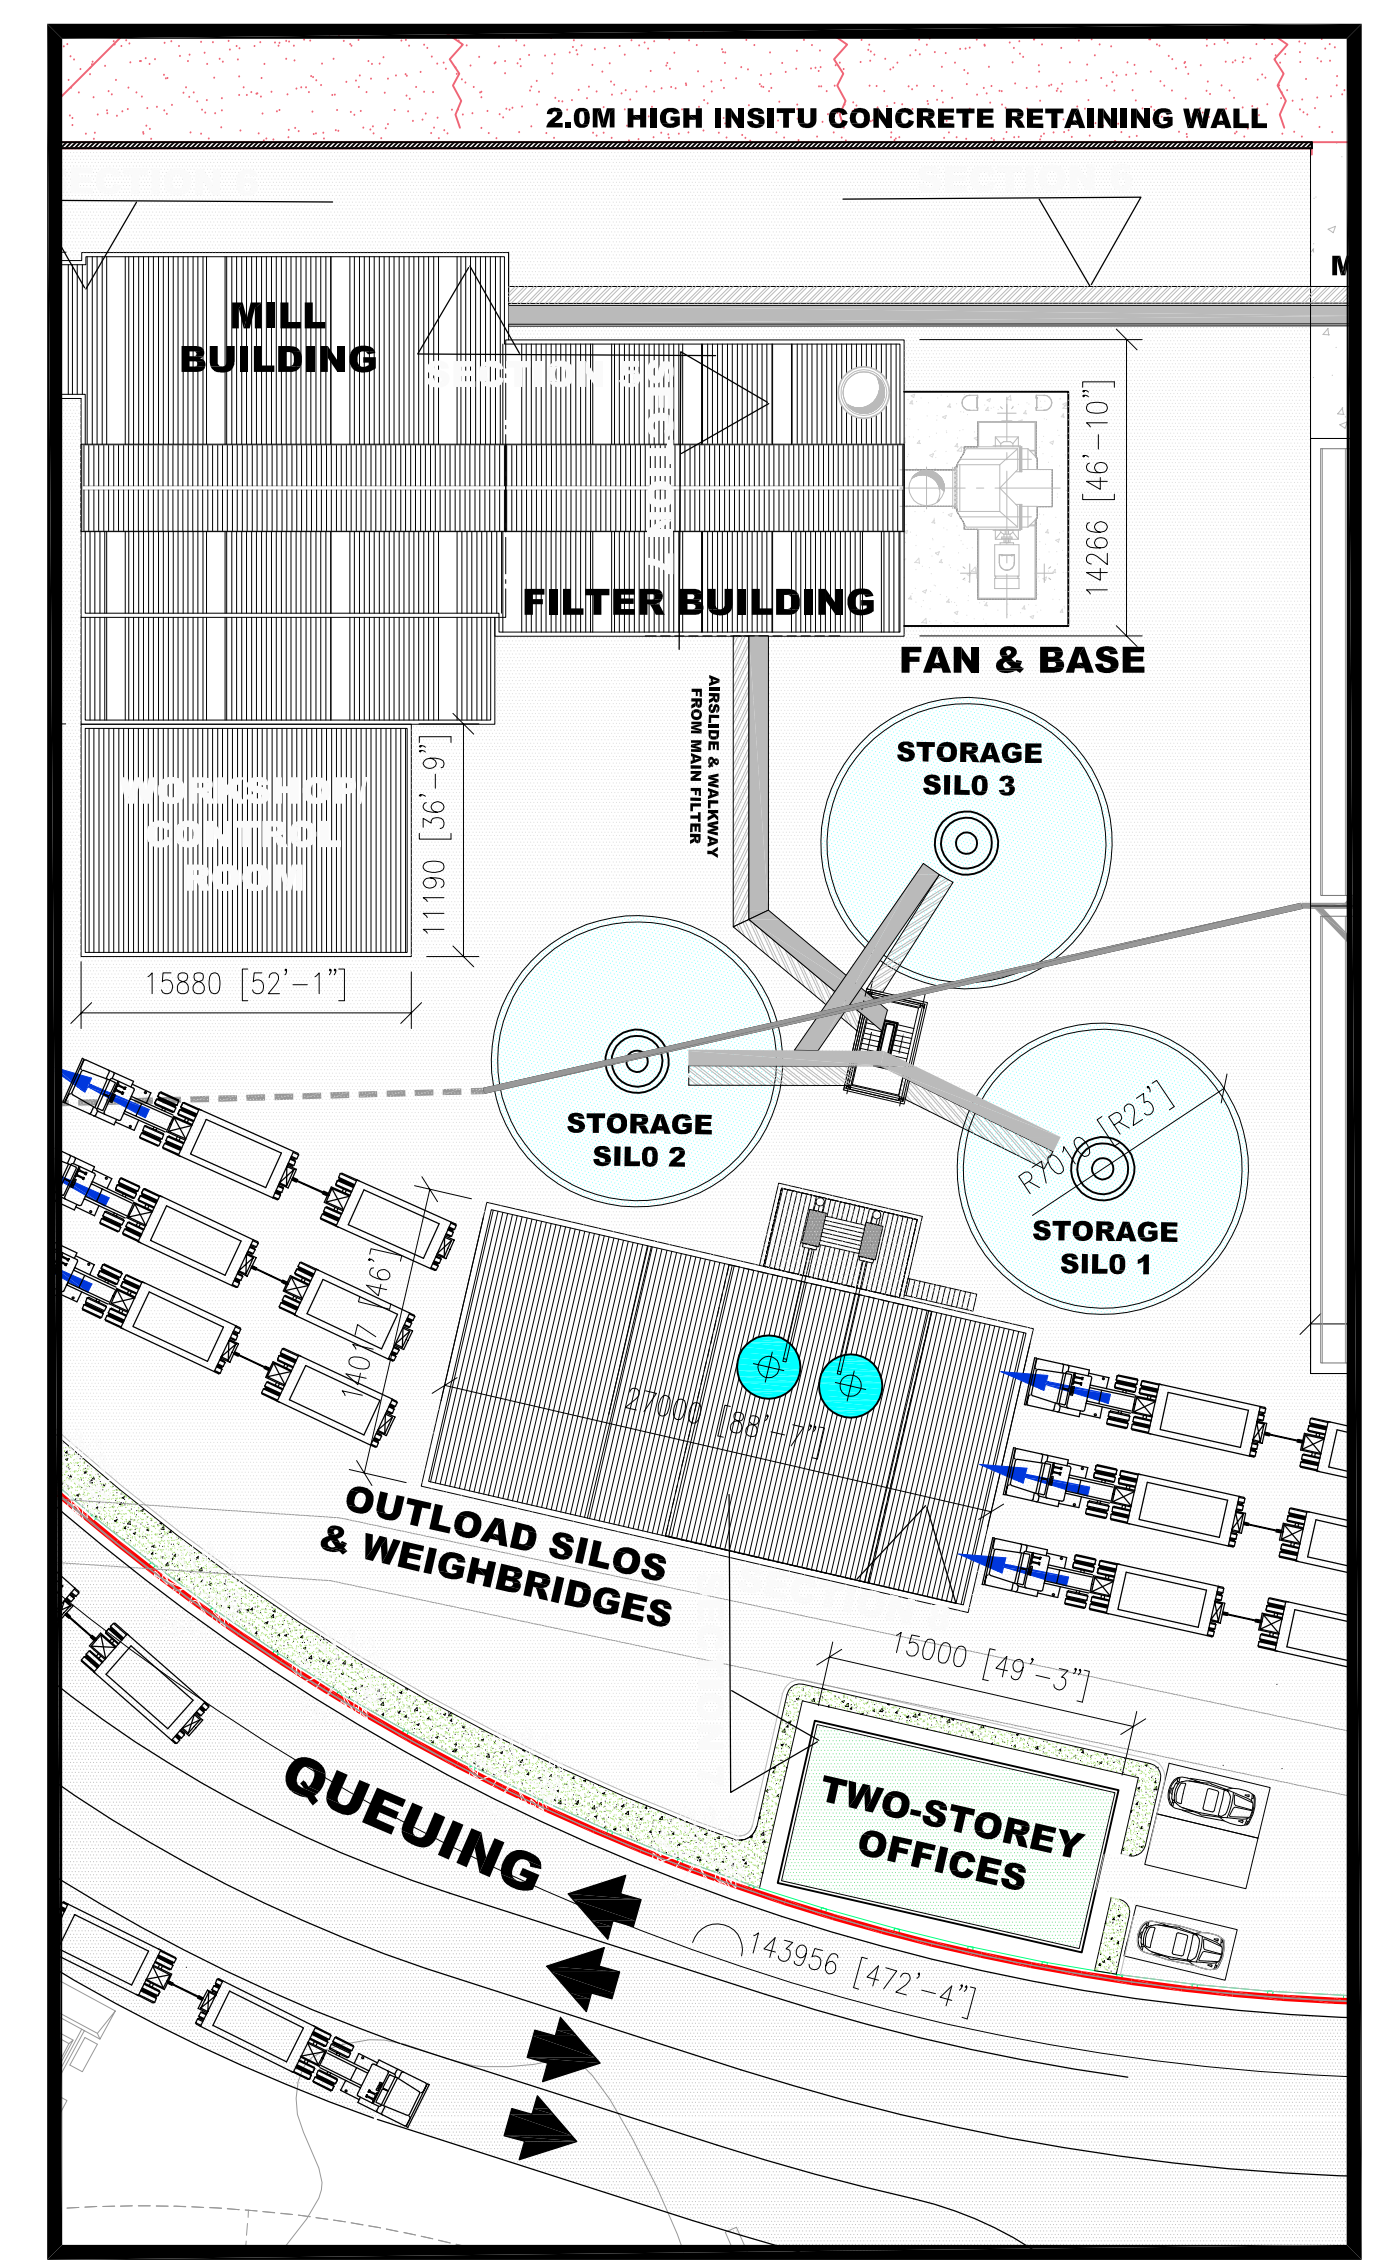 2.0M HIGH INSITU CONCRETE RETAINING WALL
M
MILL
BUILDING
SECTION
SECTION
14266 [46'-10"]
FILTER BUILDING
FAN & BASE
AIRSLIDE & WALKWAY
FROM MAIN FILTER
STORAGE
SIL0 3
WORKSHOP/
CONTROL
ROOM
11190 [36'-9"]
15880 [52'-1"]
STORAGE
SIL0 2
R7010 [R23']
STORAGE
SIL0 1
14017 [46']
27000 [88'-7"]
OUTLOAD SILOS
& WEIGHBRIDGES
15000 [49'-3"]
TWO-STOREY
OFFICES
QUEUING
143956 [472'-4"]